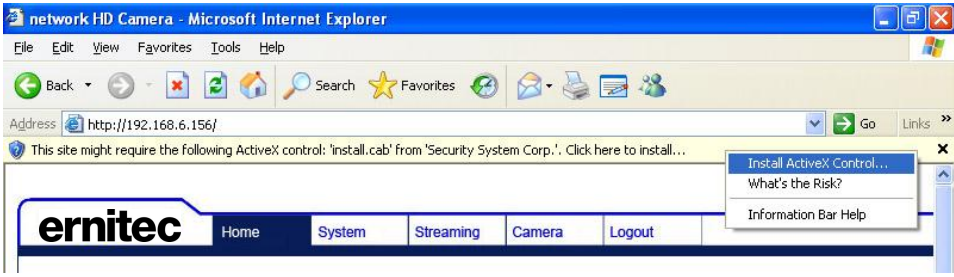 network HD Camera - Microsoft Internet Explorer
File Edit View Favorites Tools Help
Back Search Favorites
Address http://192.168.6.156/ Go Links »
This site might require the following ActiveX control: 'install.cab' from 'Security System Corp.'. Click here to install...
Install ActiveX Control...
What's the Risk?
Information Bar Help
ernitec Home System Streaming Camera Logout